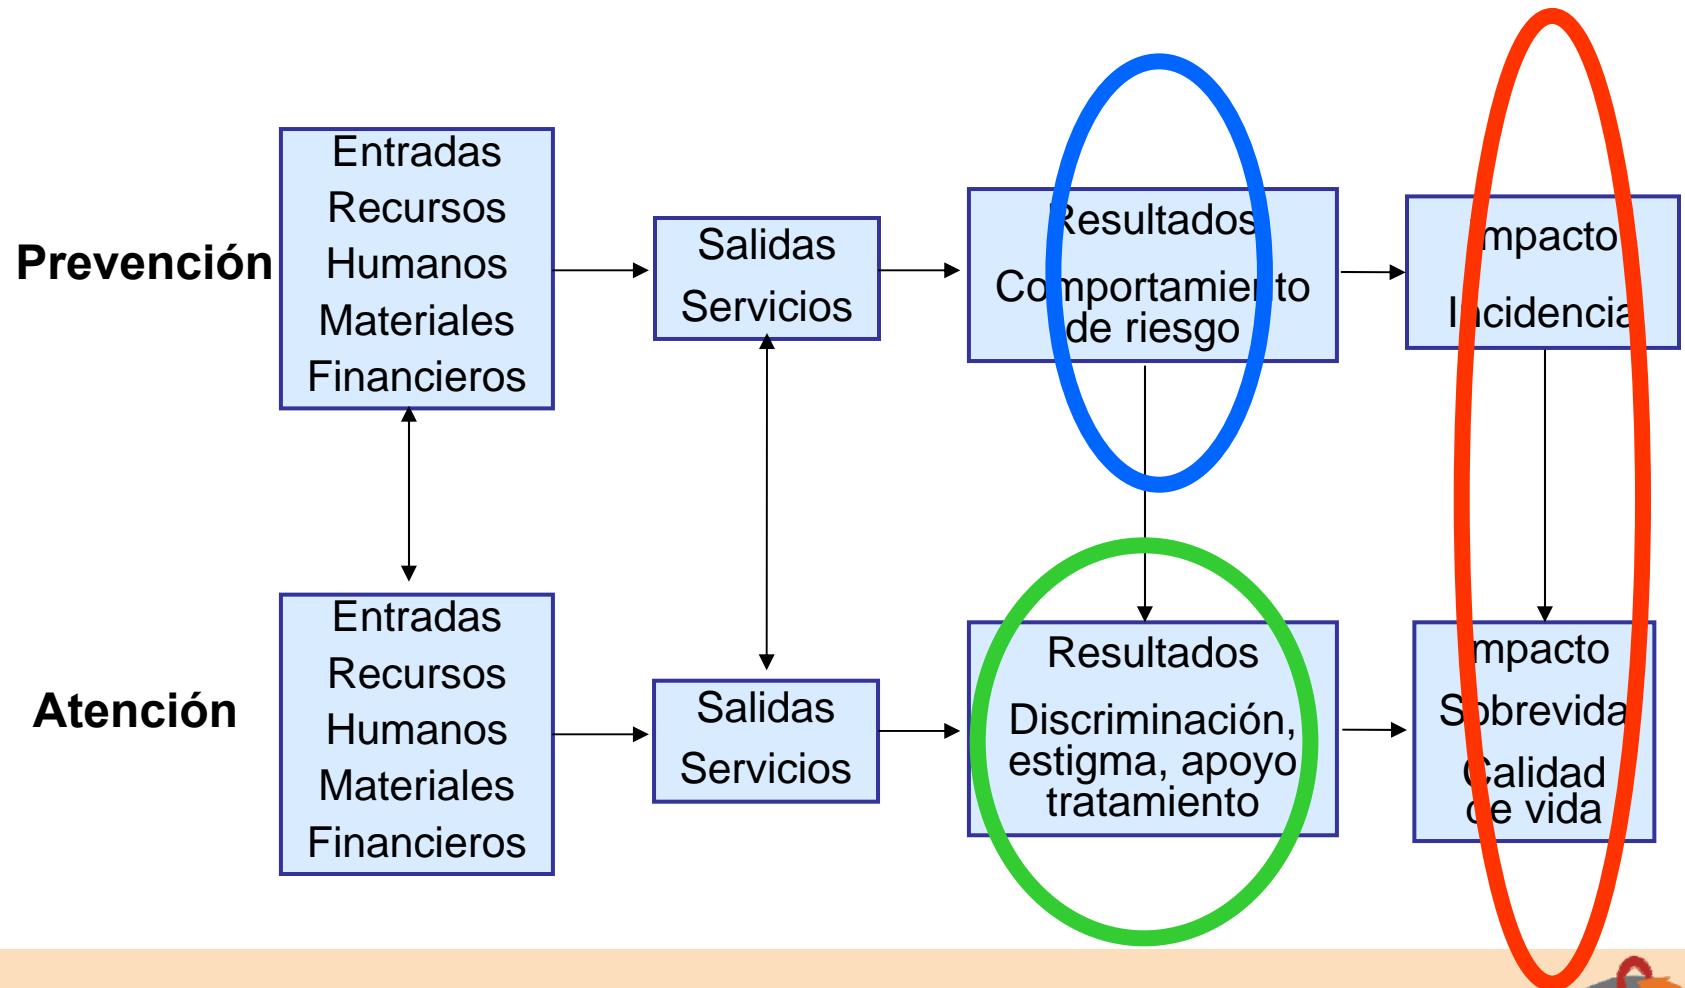 Prevención
Entradas
Recursos
Humanos
Materiales
Financieros
Salidas
Servicios
Resultados
Comportamiento
de riesgo
Impacto
Incidencia
Atención
Entradas
Recursos
Humanos
Materiales
Financieros
Salidas
Servicios
Resultados
Discriminación,
estigma, apoyo
tratamiento
Impacto
Sobrevida
Calidad
de vida